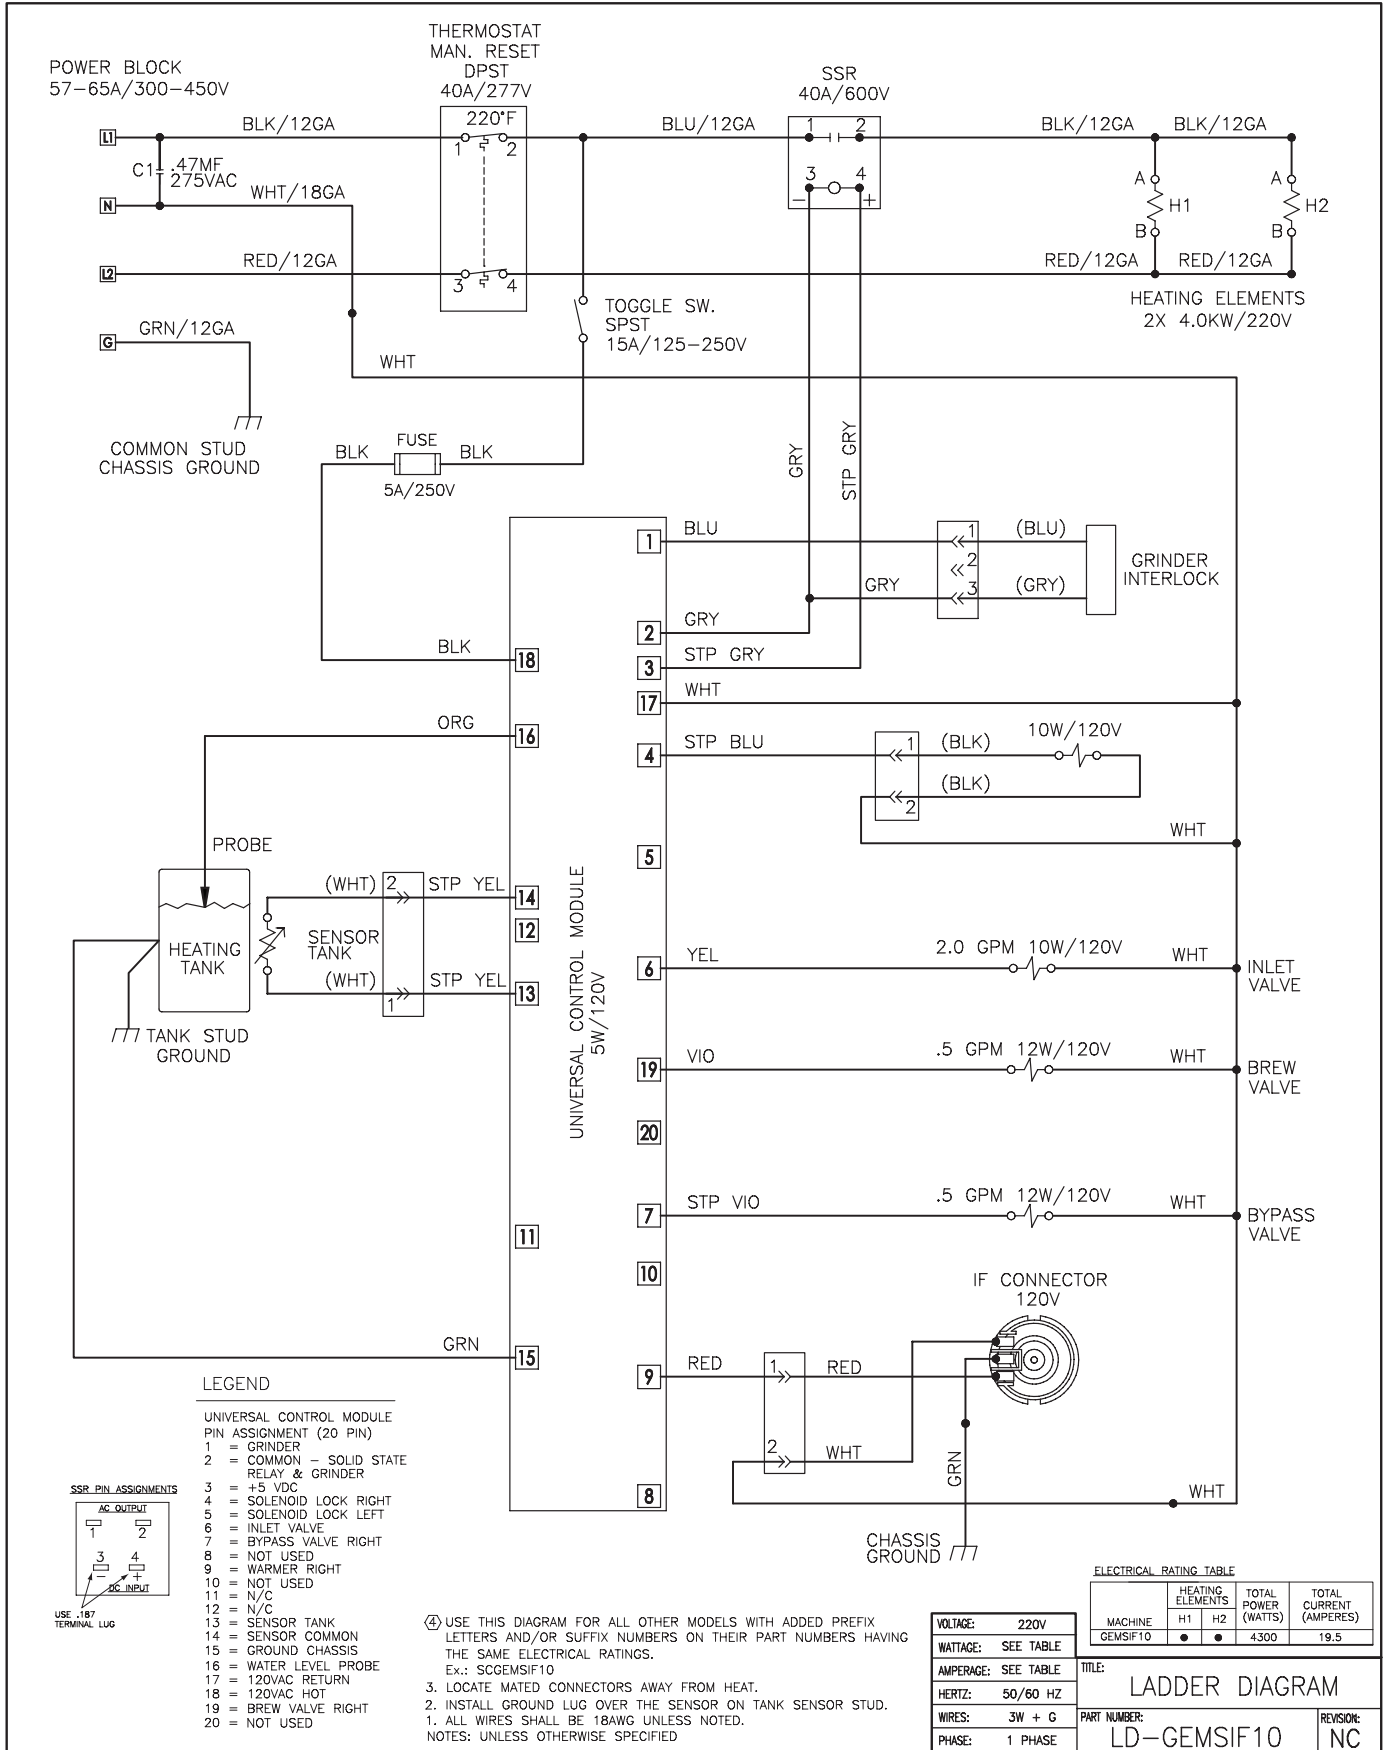 THERMOSTAT
MAN. RESET
DPST
40A/277V
POWER BLOCK
57-65A/300-450V
SSR
40A/600V
220°F
L1
BLK/12GA
1
2
BLU/12GA
1
2
BLK/12GA
BLK/12GA
C1
.47MF
275VAC
3
4
-
+
A
H1
B
A
H2
B
WHT/18GA
N
L2
RED/12GA
3
4
RED/12GA
RED/12GA
HEATING ELEMENTS
2X 4.0KW/220V
TOGGLE SW.
SPST
15A/125-250V
G
GRN/12GA
WHT
COMMON STUD
CHASSIS GROUND
BLK
FUSE
BLK
5A/250V
GRY
STP GRY
1
BLU
1
(BLU)
2
GRINDER
INTERLOCK
GRY
3
(GRY)
2
GRY
BLK
18
3
STP GRY
17
WHT
ORG
16
4
STP BLU
1
(BLK)
10W/120V
(BLK)
2
WHT
PROBE
5
(WHT)
2
STP YEL
14
12
HEATING
TANK
SENSOR
TANK
(WHT)
1
STP YEL
13
UNIVERSAL CONTROL MODULE
5W/120V
6
YEL
2.0 GPM 10W/120V
WHT
INLET
VALVE
TANK STUD
GROUND
19
VIO
.5 GPM 12W/120V
WHT
BREW
VALVE
20
7
STP VIO
.5 GPM 12W/120V
WHT
BYPASS
VALVE
11
10
IF CONNECTOR
120V
GRN
15
9
RED
1
RED
2
WHT
GRN
8
WHT
CHASSIS
GROUND
LEGEND
UNIVERSAL CONTROL MODULE
PIN ASSIGNMENT (20 PIN)
1 = GRINDER
2 = COMMON - SOLID STATE
RELAY & GRINDER
3 = +5 VDC
4 = SOLENOID LOCK RIGHT
5 = SOLENOID LOCK LEFT
6 = INLET VALVE
7 = BYPASS VALVE RIGHT
8 = NOT USED
9 = WARMER RIGHT
10 = NOT USED
11 = N/C
12 = N/C
13 = SENSOR TANK
14 = SENSOR COMMON
15 = GROUND CHASSIS
16 = WATER LEVEL PROBE
17 = 120VAC RETURN
18 = 120VAC HOT
19 = BREW VALVE RIGHT
20 = NOT USED
SSR PIN ASSIGNMENTS
AC OUTPUT
1
2
3
4
-
+
DC INPUT
USE .187
TERMINAL LUG
4 USE THIS DIAGRAM FOR ALL OTHER MODELS WITH ADDED PREFIX
LETTERS AND/OR SUFFIX NUMBERS ON THEIR PART NUMBERS HAVING
THE SAME ELECTRICAL RATINGS.
Ex.: SCGEMSIF10
3. LOCATE MATED CONNECTORS AWAY FROM HEAT.
2. INSTALL GROUND LUG OVER THE SENSOR ON TANK SENSOR STUD.
1. ALL WIRES SHALL BE 18AWG UNLESS NOTED.
NOTES: UNLESS OTHERWISE SPECIFIED
ELECTRICAL RATING TABLE
MACHINE
HEATING
ELEMENTS
H1
H2
TOTAL
POWER
(WATTS)
TOTAL
CURRENT
(AMPERES)
GEMSIF10 ● ● 4300 19.5
VOLTAGE: 220V
WATTAGE: SEE TABLE
AMPERAGE: SEE TABLE
HERTZ: 50/60 HZ
WIRES: 3W + G
PHASE: 1 PHASE
TITLE:
LADDER DIAGRAM
PART NUMBER:
LD-GEMSIF10
REVISION:
NC